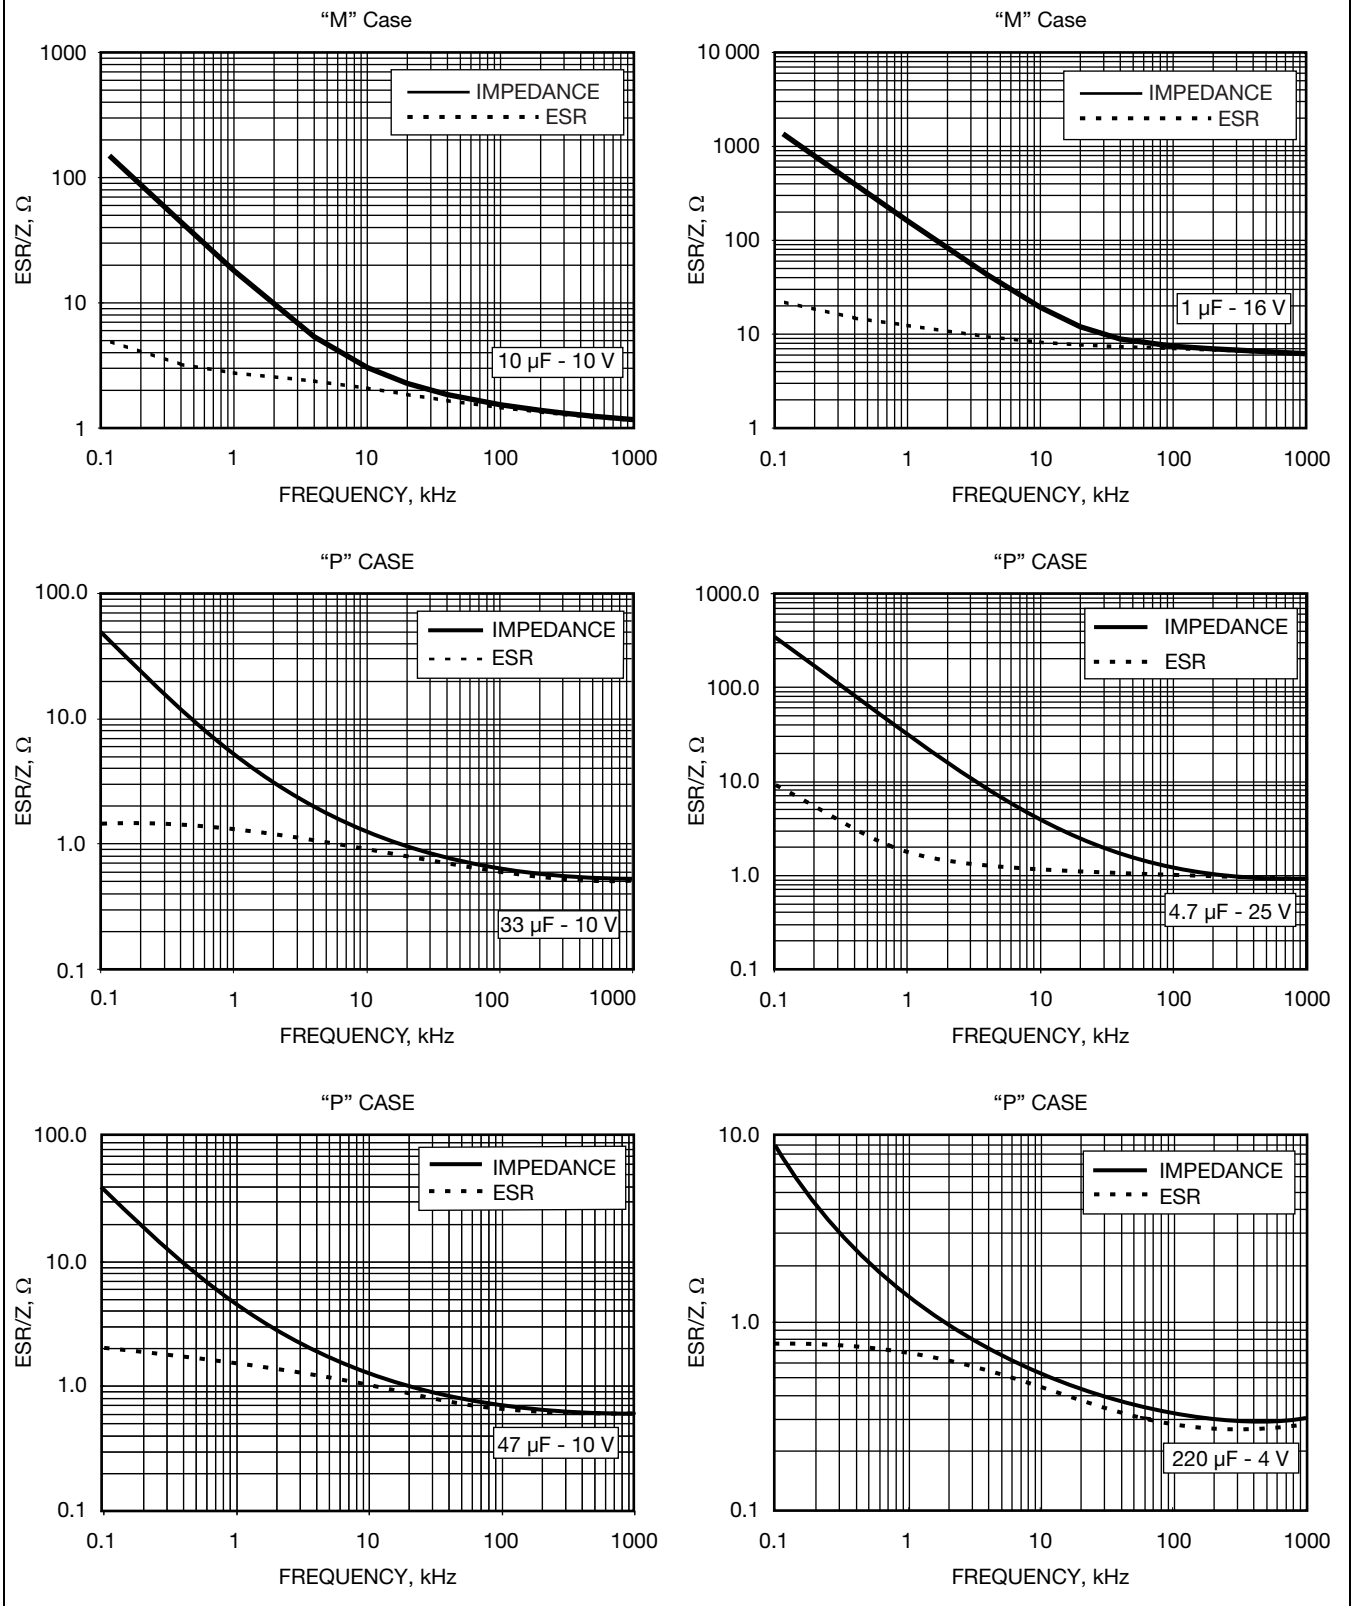 “M” Case
1000
100
10
1
ESR/Z, Ω
IMPEDANCE
ESR
10 µF - 10 V
0.1 1 10 100 1000
FREQUENCY, kHz
“M” Case
10 000
1000
100
10
1
ESR/Z, Ω
IMPEDANCE
ESR
1 µF - 16 V
0.1 1 10 100 1000
FREQUENCY, kHz
“P” CASE
100.0
10.0
1.0
0.1
ESR/Z, Ω
IMPEDANCE
ESR
33 µF - 10 V
0.1 1 10 100 1000
FREQUENCY, kHz
“P” CASE
1000.0
100.0
10.0
1.0
0.1
ESR/Z, Ω
IMPEDANCE
ESR
4.7 µF - 25 V
0.1 1 10 100 1000
FREQUENCY, kHz
“P” CASE
100.0
10.0
1.0
0.1
ESR/Z, Ω
IMPEDANCE
ESR
47 µF - 10 V
0.1 1 10 100 1000
FREQUENCY, kHz
“P” CASE
10.0
1.0
0.1
ESR/Z, Ω
IMPEDANCE
ESR
220 µF - 4 V
0.1 1 10 100 1000
FREQUENCY, kHz